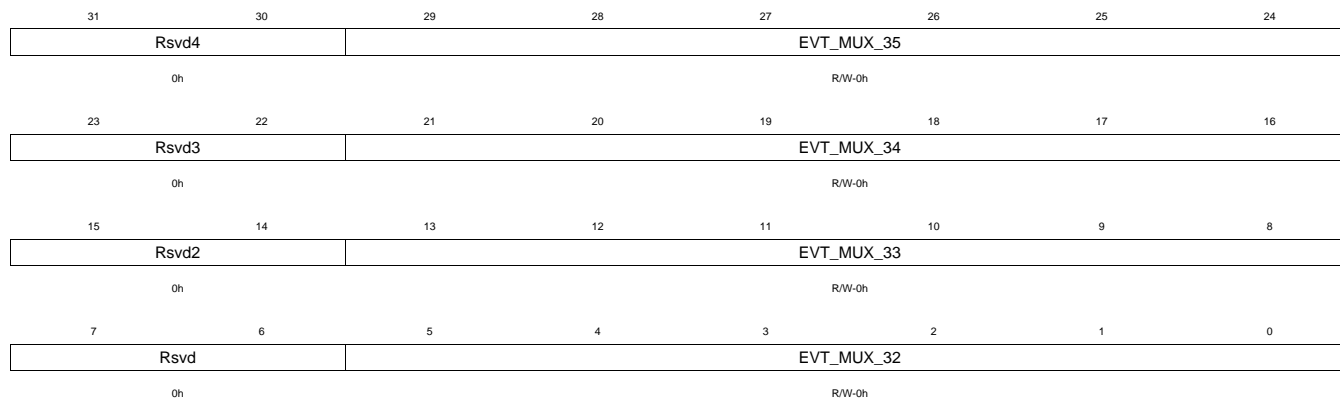 31 30 29 28 27 26 25 24
Rsvd4 EVT_MUX_35
0h R/W-0h
23 22 21 20 19 18 17 16
Rsvd3 EVT_MUX_34
0h R/W-0h
15 14 13 12 11 10 9 8
Rsvd2 EVT_MUX_33
0h R/W-0h
7 6 5 4 3 2 1 0
Rsvd EVT_MUX_32
0h R/W-0h